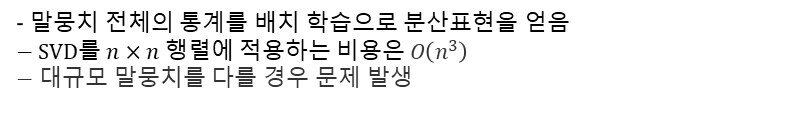 - 말뭉치 전체의 통계를 배치 학습으로 분산표현을 얻음
– SVD를 𝑛 × 𝑛 행렬에 적용하는 비용은 𝑂(𝑛³)
– 대규모 말뭉치를 다를 경우 문제 발생